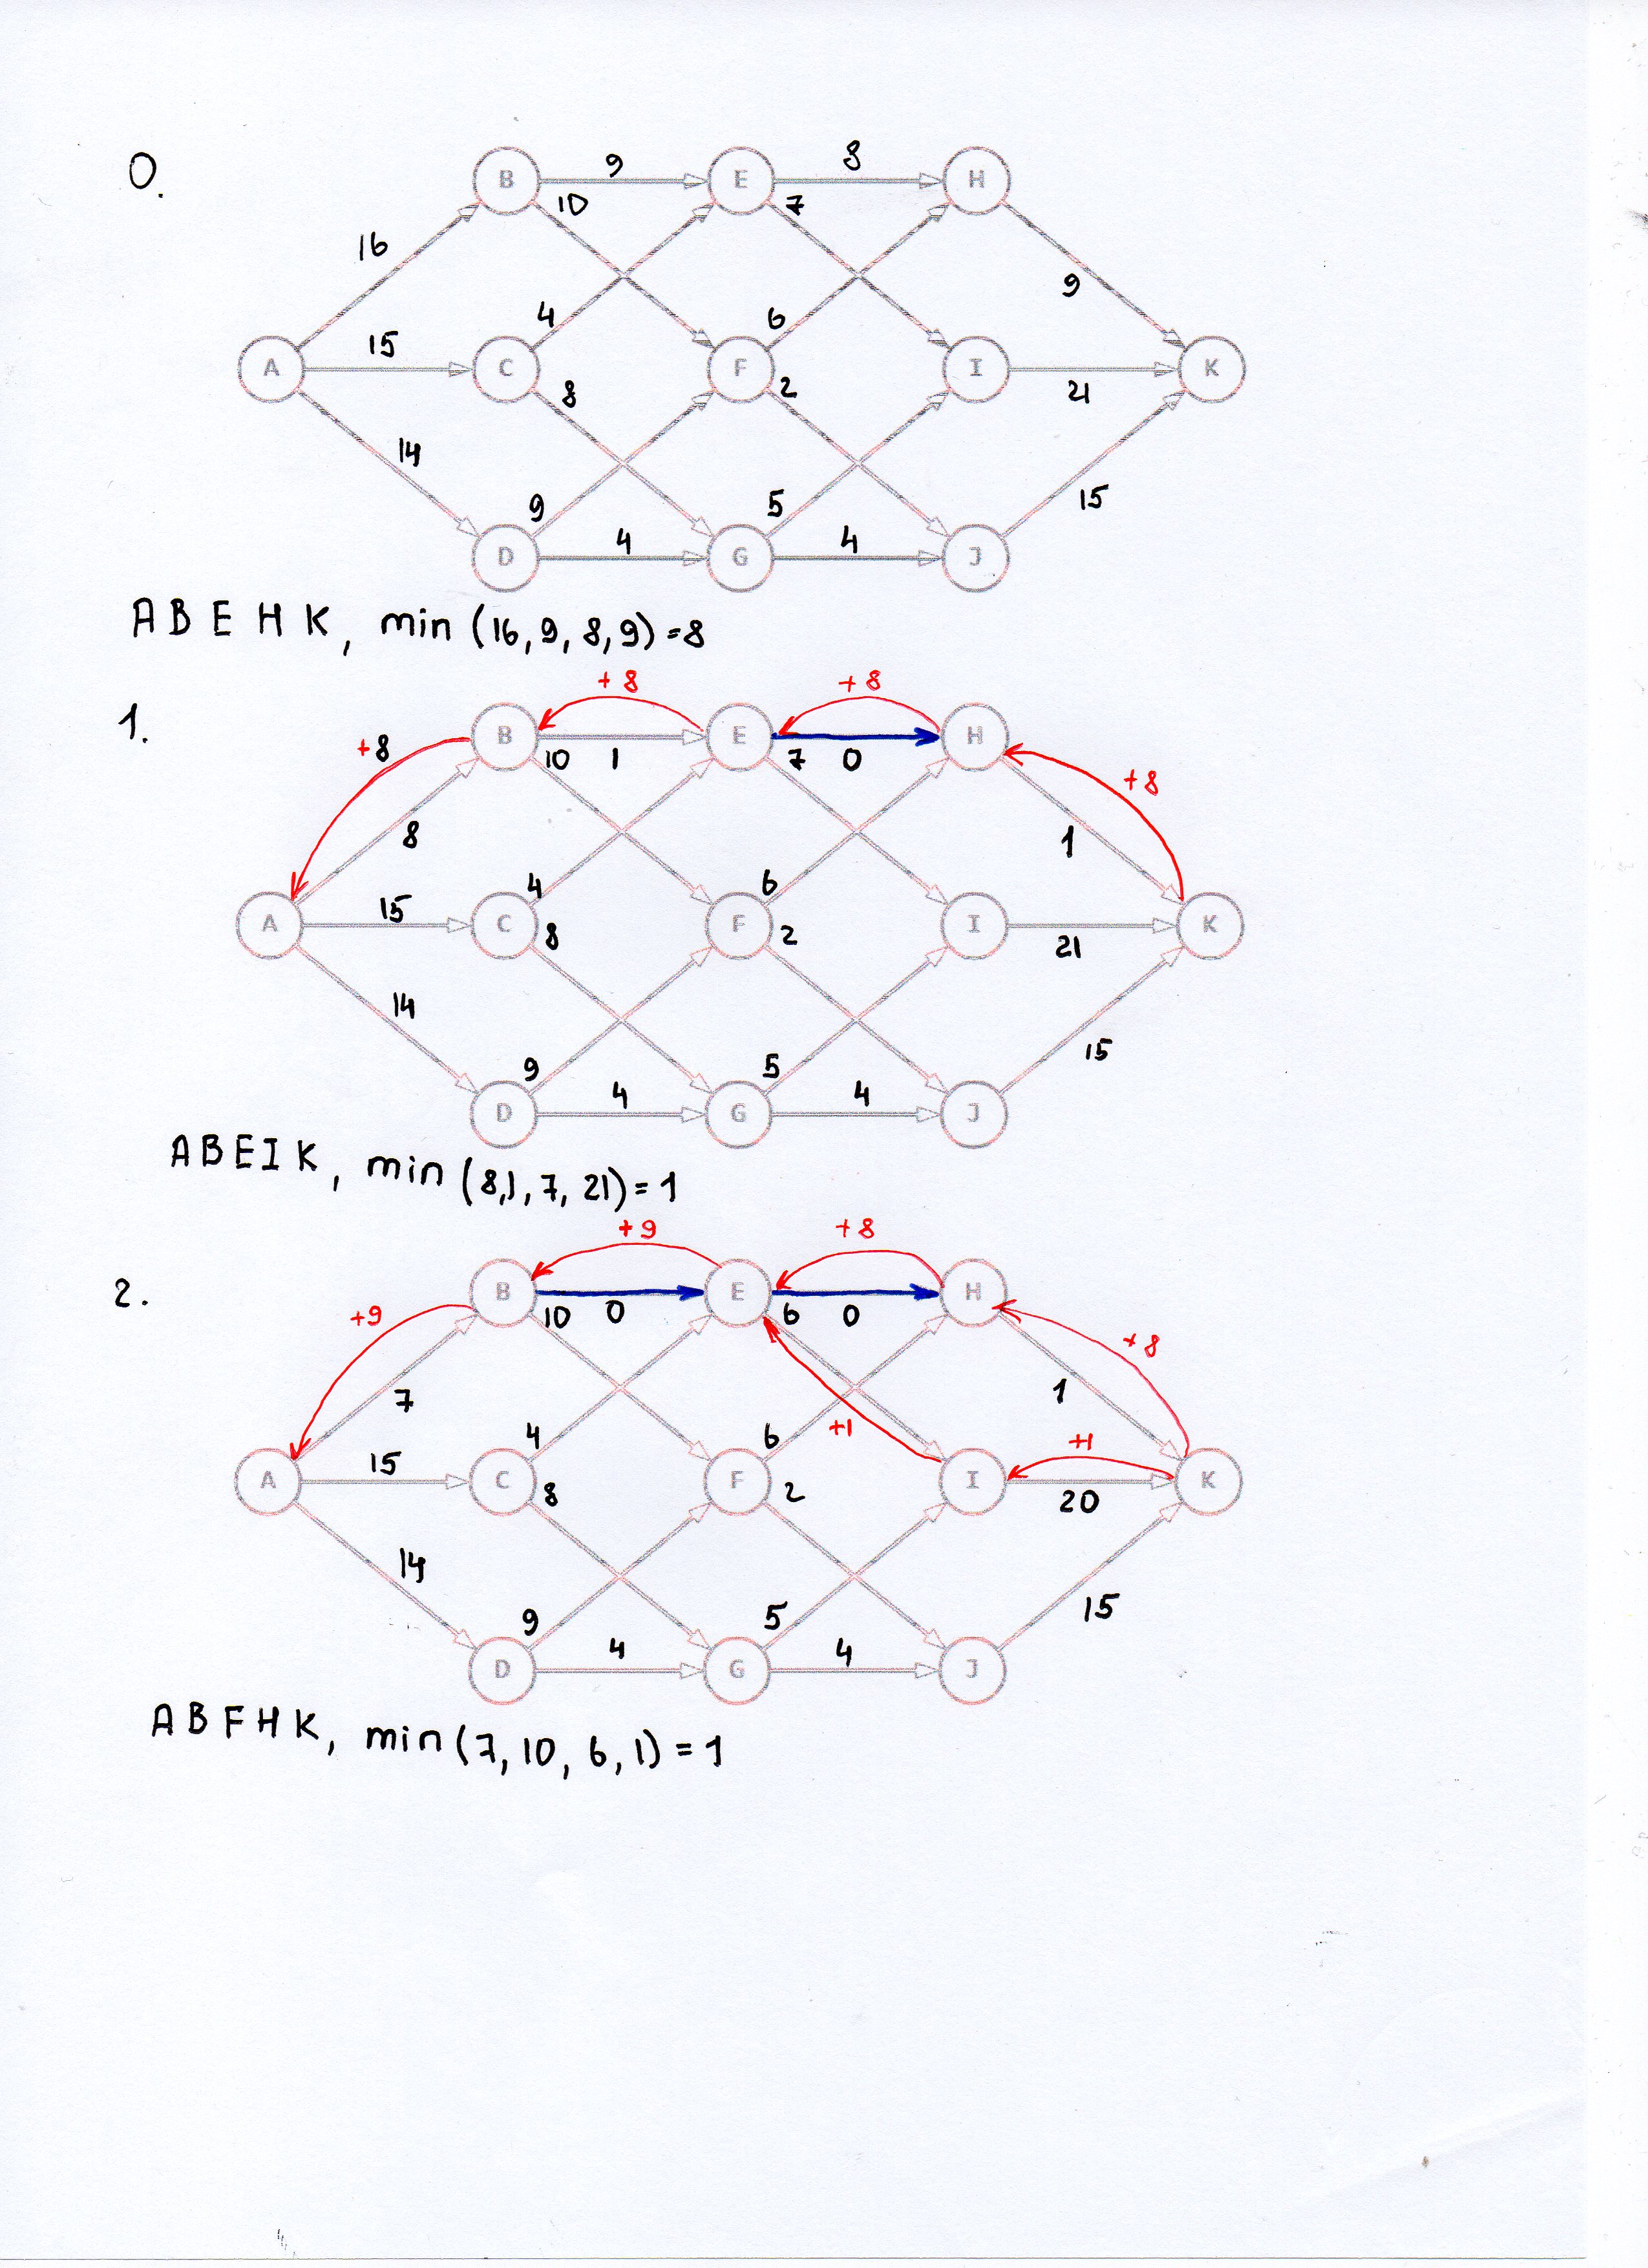 0.
B 9 E 8 H
10 7
16
9
4 6
A 15 C F I K
8 2 21
14
15
9 5
D 4 G 4 J
A B E H K, min (16, 9, 8, 9) = 8
+8 +8
1.
B E H
+8 10 1 7 0 +8
8 1
4 6
A 15 C 8 F 2 I 21 K
14
15
9 5
D 4 G 4 J
A B E I K, min (8, 1, 7, 21) = 1
+9 +8
2.
B E H
+9 10 0 6 0 +8
7 1
4 6 +1 +1
A 15 C 8 F 2 I 20 K
14
15
9 5
D 4 G 4 J
A B F H K, min (7, 10, 6, 1) = 1